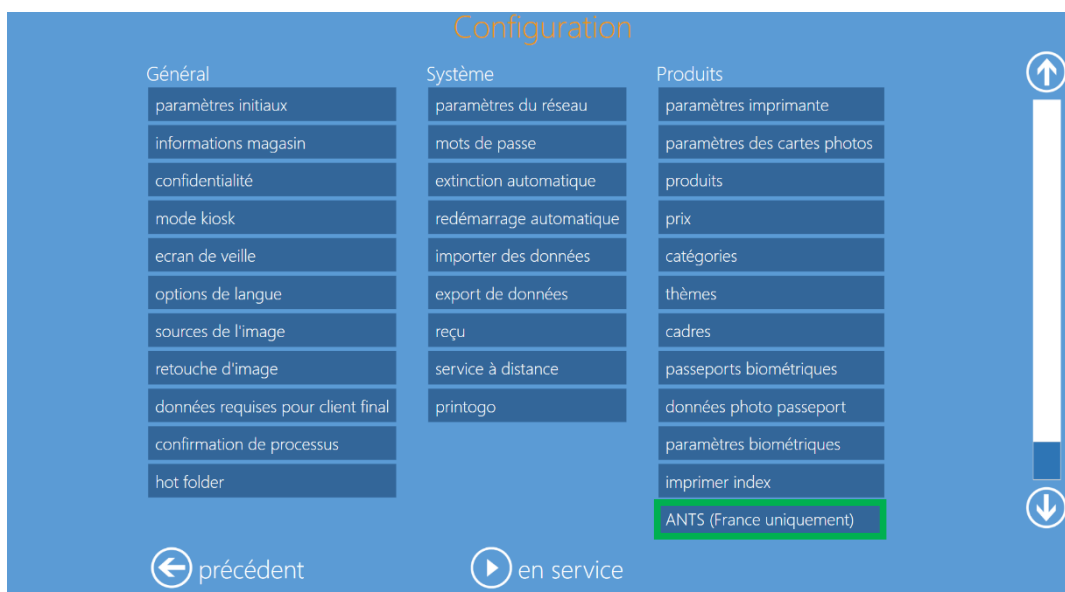 Configuration
Général
paramètres initiaux
informations magasin
confidentialité
mode kiosk
ecran de veille
options de langue
sources de l'image
retouche d'image
données requises pour client final
confirmation de processus
hot folder
Système
paramètres du réseau
mots de passe
extinction automatique
redémarrage automatique
importer des données
export de données
reçu
service à distance
printogo
Produits
paramètres imprimante
paramètres des cartes photos
produits
prix
catégories
thèmes
cadres
passeports biométriques
données photo passeport
paramètres biométriques
imprimer index
ANTS (France uniquement)
précédent
en service